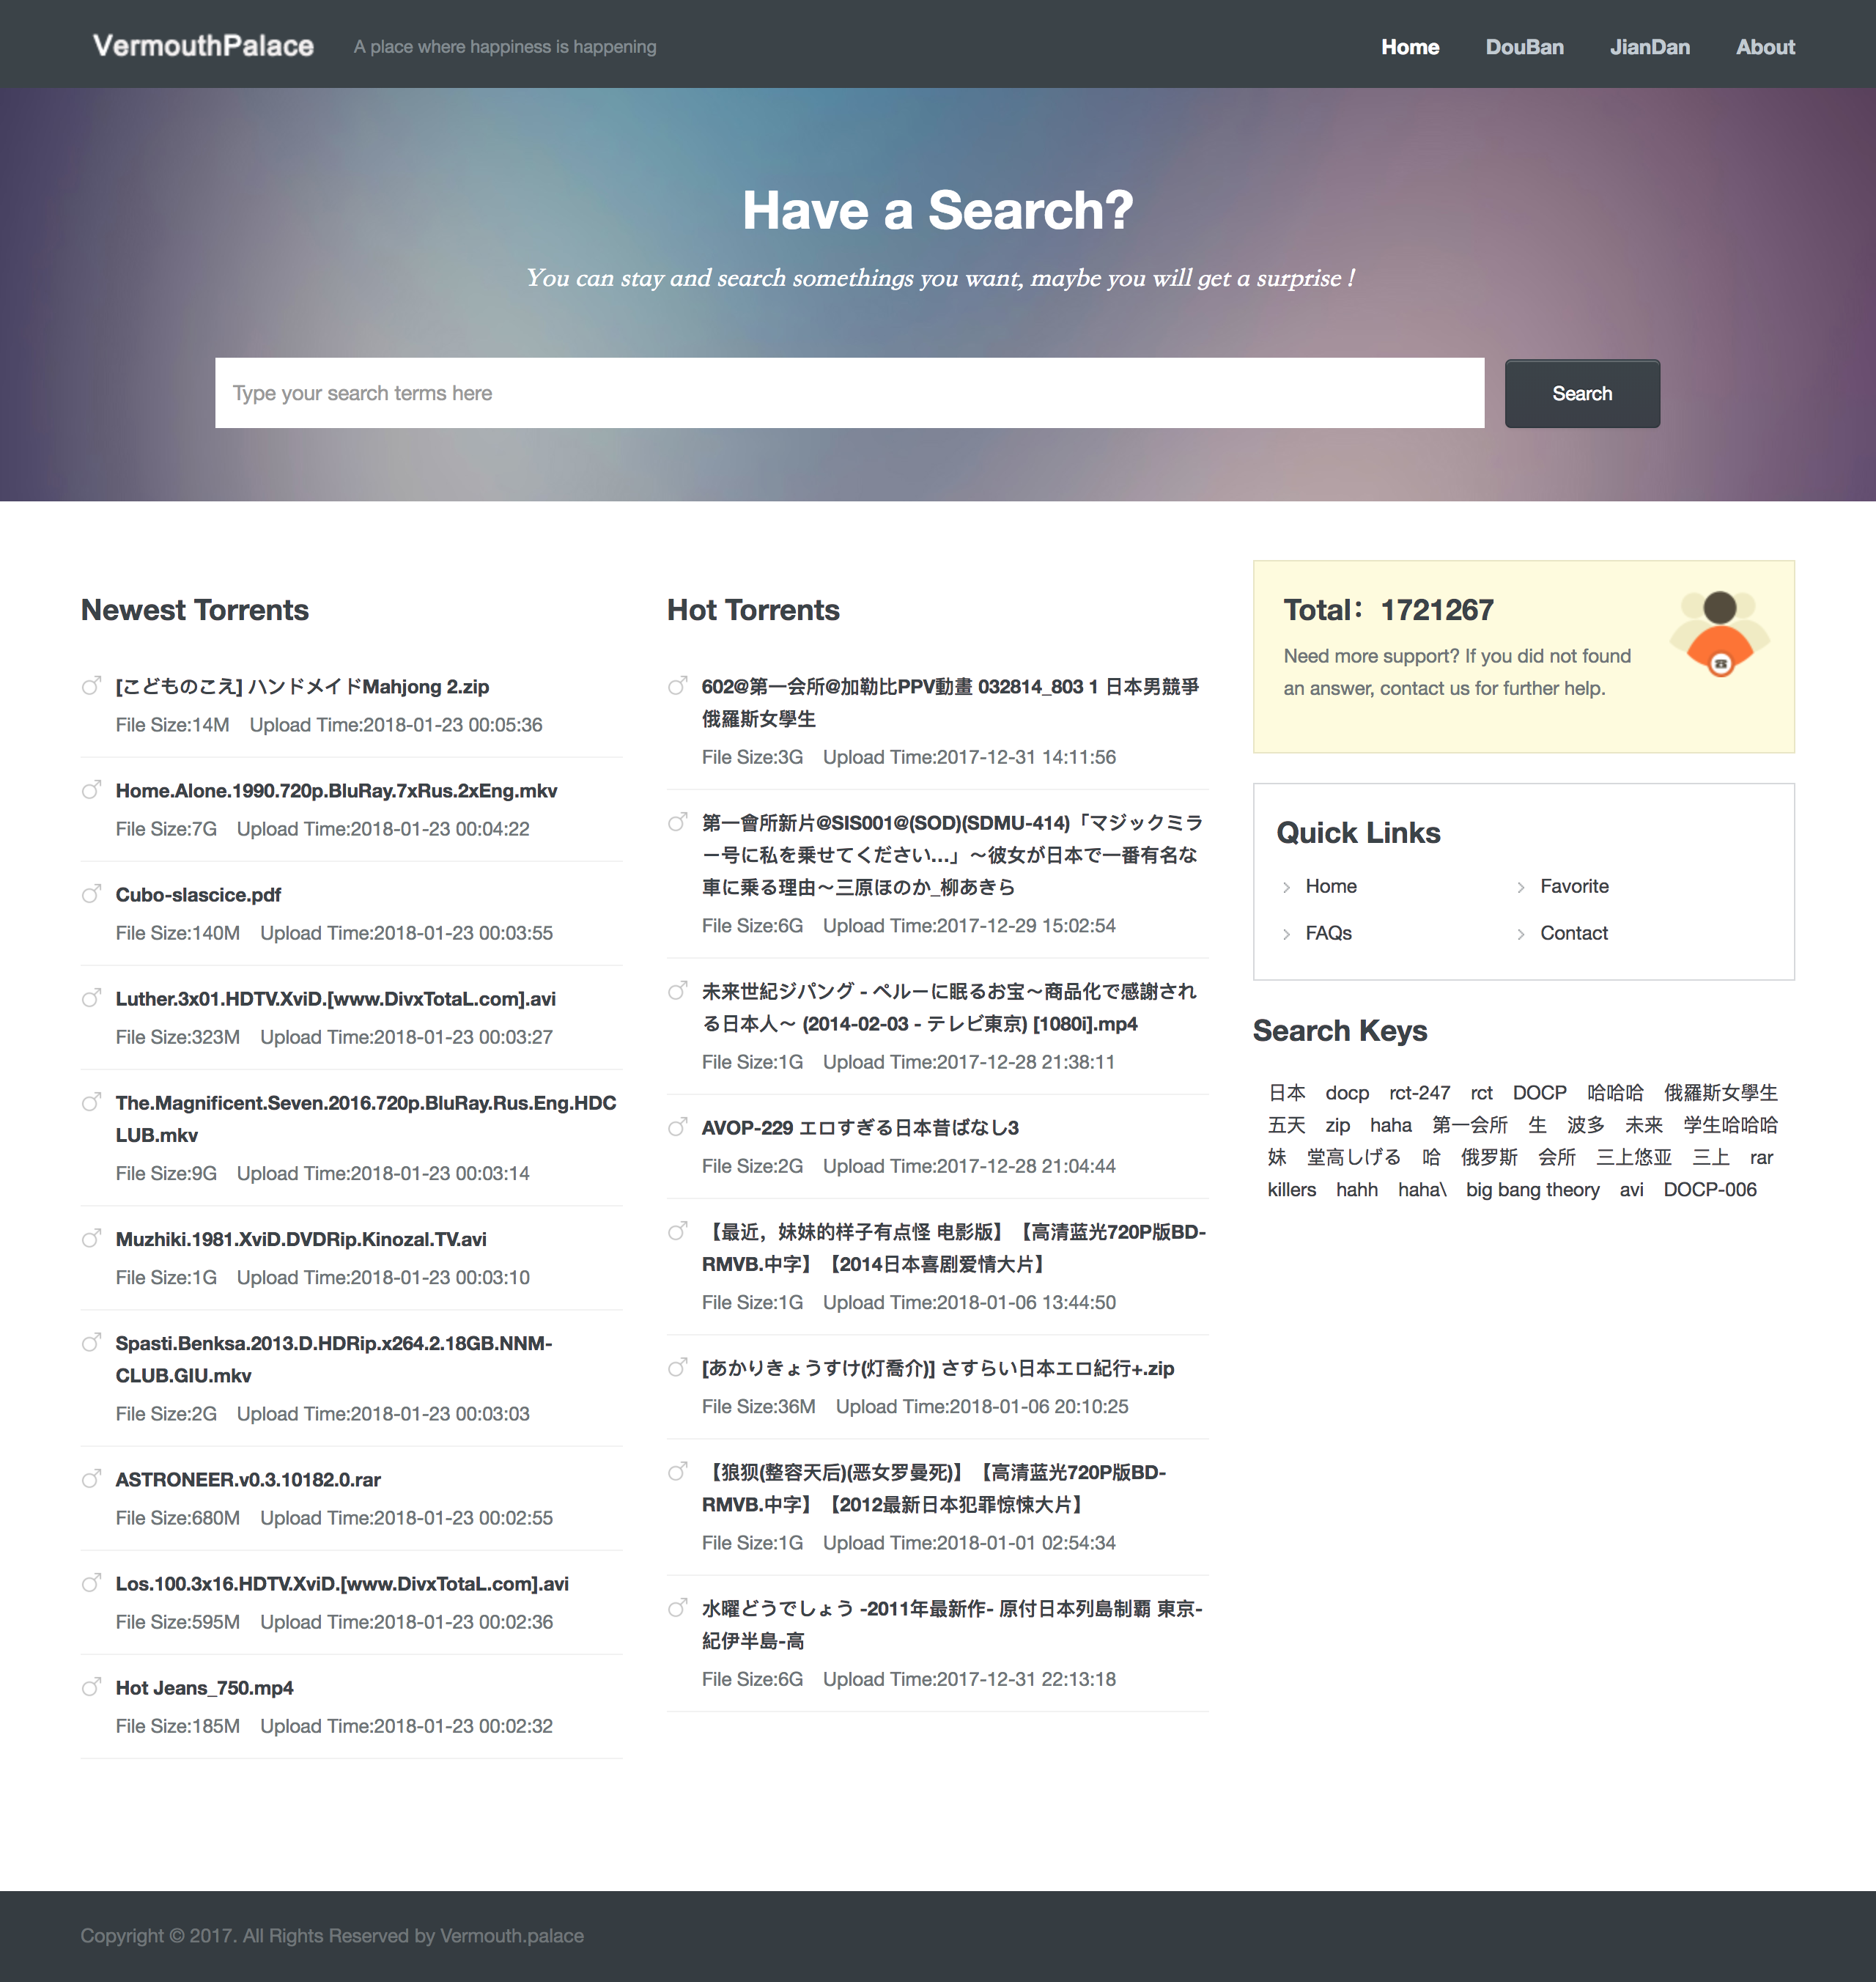 VermouthPalace
A place where happiness is happening
Home
DouBan
JianDan
About
Have a Search?
You can stay and search somethings you want, maybe you will get a surprise !
Type your search terms here
Search
Newest Torrents
[こどものこえ] ハンドメイドMahjong 2.zip
File Size:14M Upload Time:2018-01-23 00:05:36
Home.Alone.1990.720p.BluRay.7xRus.2xEng.mkv
File Size:7G Upload Time:2018-01-23 00:04:22
Cubo-slascice.pdf
File Size:140M Upload Time:2018-01-23 00:03:55
Luther.3x01.HDTV.XviD.[www.DivxTotaL.com].avi
File Size:323M Upload Time:2018-01-23 00:03:27
The.Magnificent.Seven.2016.720p.BluRay.Rus.Eng.HDC
LUB.mkv
File Size:9G Upload Time:2018-01-23 00:03:14
Muzhiki.1981.XviD.DVDRip.Kinozal.TV.avi
File Size:1G Upload Time:2018-01-23 00:03:10
Spasti.Benksa.2013.D.HDRip.x264.2.18GB.NNM-
CLUB.GIU.mkv
File Size:2G Upload Time:2018-01-23 00:03:03
ASTRONEER.v0.3.10182.0.rar
File Size:680M Upload Time:2018-01-23 00:02:55
Los.100.3x16.HDTV.XviD.[www.DivxTotaL.com].avi
File Size:595M Upload Time:2018-01-23 00:02:36
Hot Jeans_750.mp4
File Size:185M Upload Time:2018-01-23 00:02:32
Hot Torrents
602@第一会所@加勒比PPV動畫 032814_803 1 日本男競爭
俄羅斯女學生
File Size:3G Upload Time:2017-12-31 14:11:56
第一會所新片@SIS001@(SOD)(SDMU-414)「マジックミラ
ー号に私を乗せてください…」～彼女が日本で一番有名な
車に乗る理由～三原ほのか_柳あきら
File Size:6G Upload Time:2017-12-29 15:02:54
未来世紀ジパング - ペルーに眠るお宝～商品化で感謝され
る日本人～ (2014-02-03 - テレビ東京) [1080i].mp4
File Size:1G Upload Time:2017-12-28 21:38:11
AVOP-229 エロすぎる日本昔ばなし3
File Size:2G Upload Time:2017-12-28 21:04:44
【最近，妹妹的样子有点怪 电影版】【高清蓝光720P版BD-
RMVB.中字】【2014日本喜剧爱情大片】
File Size:1G Upload Time:2018-01-06 13:44:50
[あかりきょうすけ(灯喬介)] さすらい日本エロ紀行+.zip
File Size:36M Upload Time:2018-01-06 20:10:25
【狼狈(整容天后)(恶女罗曼死)】【高清蓝光720P版BD-
RMVB.中字】【2012最新日本犯罪惊悚大片】
File Size:1G Upload Time:2018-01-01 02:54:34
水曜どうでしょう -2011年最新作- 原付日本列島制覇 東京-
紀伊半島-高
File Size:6G Upload Time:2017-12-31 22:13:18
Total：1721267
Need more support? If you did not found
an answer, contact us for further help.
Quick Links
Home
Favorite
FAQs
Contact
Search Keys
日本 docp rct-247 rct DOCP 哈哈哈 俄羅斯女學生
五天 zip haha 第一会所 生 波多 未来 学生哈哈哈
妹 堂高しげる 哈 俄罗斯 会所 三上悠亚 三上 rar
killers hahh haha\ big bang theory avi DOCP-006
Copyright © 2017. All Rights Reserved by Vermouth.palace